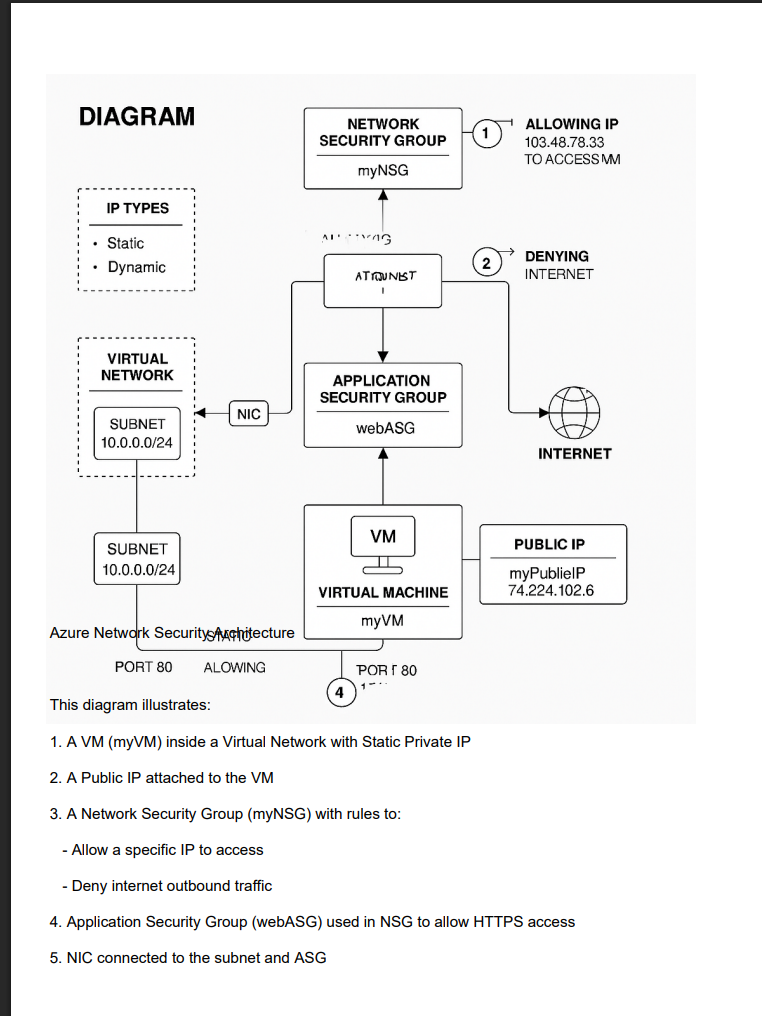 DIAGRAM
NETWORK
SECURITY GROUP
myNSG
1
ALLOWING IP
103.48.78.33
TO ACCESS VM
IP TYPES
• Static
• Dynamic
2
DENYING
INTERNET
VIRTUAL
NETWORK
SUBNET
10.0.0.0/24
NIC
APPLICATION
SECURITY GROUP
webASG
INTERNET
SUBNET
10.0.0.0/24
VM
VIRTUAL MACHINE
myVM
PUBLIC IP
myPublieIP
74.224.102.6
Azure Network Security Architecture
STATIC
PORT 80
ALOWING
PORT 80
4
This diagram illustrates:
1. A VM (myVM) inside a Virtual Network with Static Private IP
2. A Public IP attached to the VM
3. A Network Security Group (myNSG) with rules to:
- Allow a specific IP to access
- Deny internet outbound traffic
4. Application Security Group (webASG) used in NSG to allow HTTPS access
5. NIC connected to the subnet and ASG